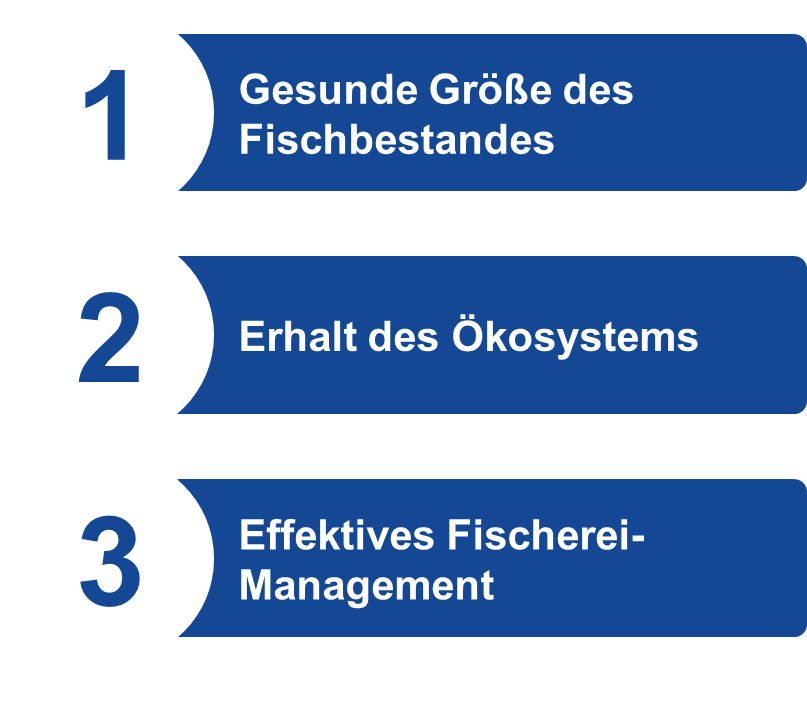 1
Gesunde Größe des
Fischbestandes
2
Erhalt des Ökosystems
3
Effektives Fischerei-
Management